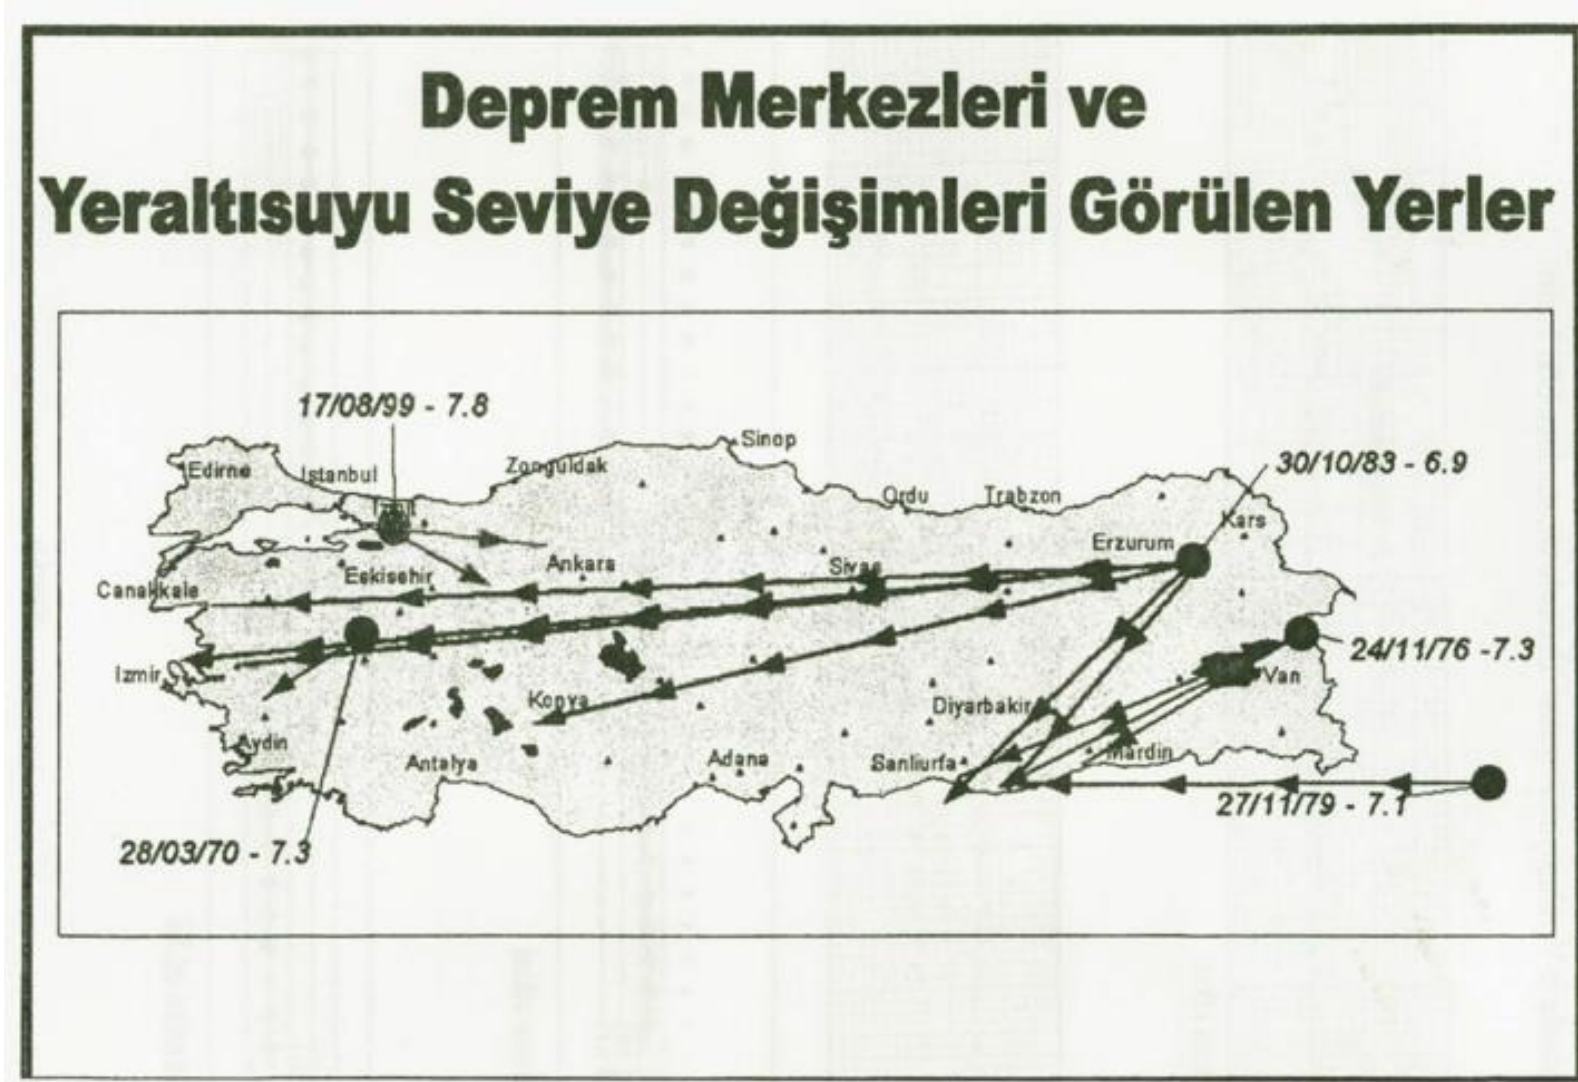 Deprem Merkezleri ve
Yeraltısuyu Seviye Değişimleri Görülen Yerler
17/08/99 - 7.8
Sinop
30/10/83 - 6.9
Edirne
Istanbul
Zonguldak
Izmit
Ordu
Trabzon
Kars
Erzurum
Ankara
Sivas
Eskisehir
Canakkale
24/11/76 -7.3
Izmir
Van
Konya
Diyarbakir
Aydin
Antalya
Adana
Sanliurfa
Mardin
27/11/79 - 7.1
28/03/70 - 7.3